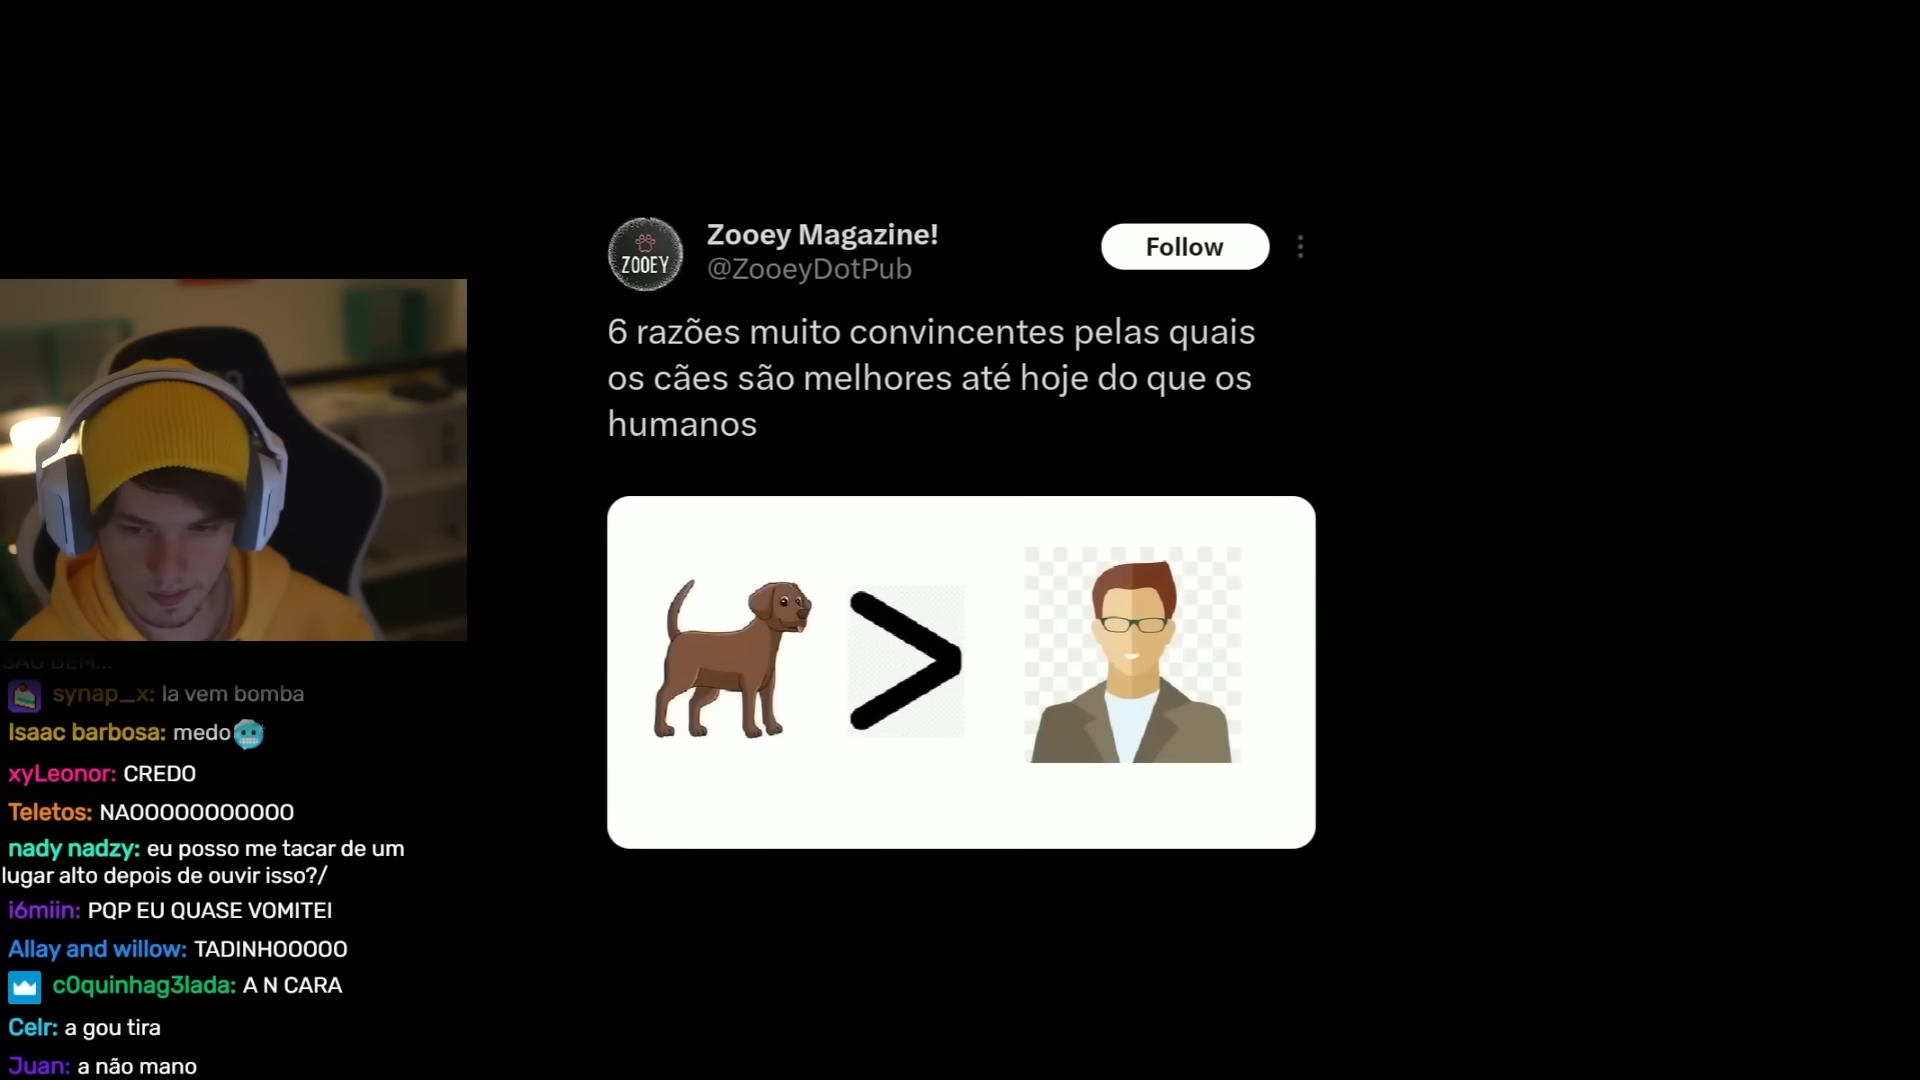 ZOOEY
Zooey Magazine!
@ZooeyDotPub
Follow
6 razões muito convincentes pelas quais
os cães são melhores até hoje do que os
humanos
SAO BEM...
synap_x: la vem bomba
Isaac barbosa: medo
xyLeonor: CREDO
Teletos: NAOOOOOOOOOOO
nady nadzy: eu posso me tacar de um
lugar alto depois de ouvir isso?/
i6miin: PQP EU QUASE VOMITEI
Allay and willow: TADINHOOOOO
c0quinhag3lada: A N CARA
Celr: a gou tira
Juan: a não mano